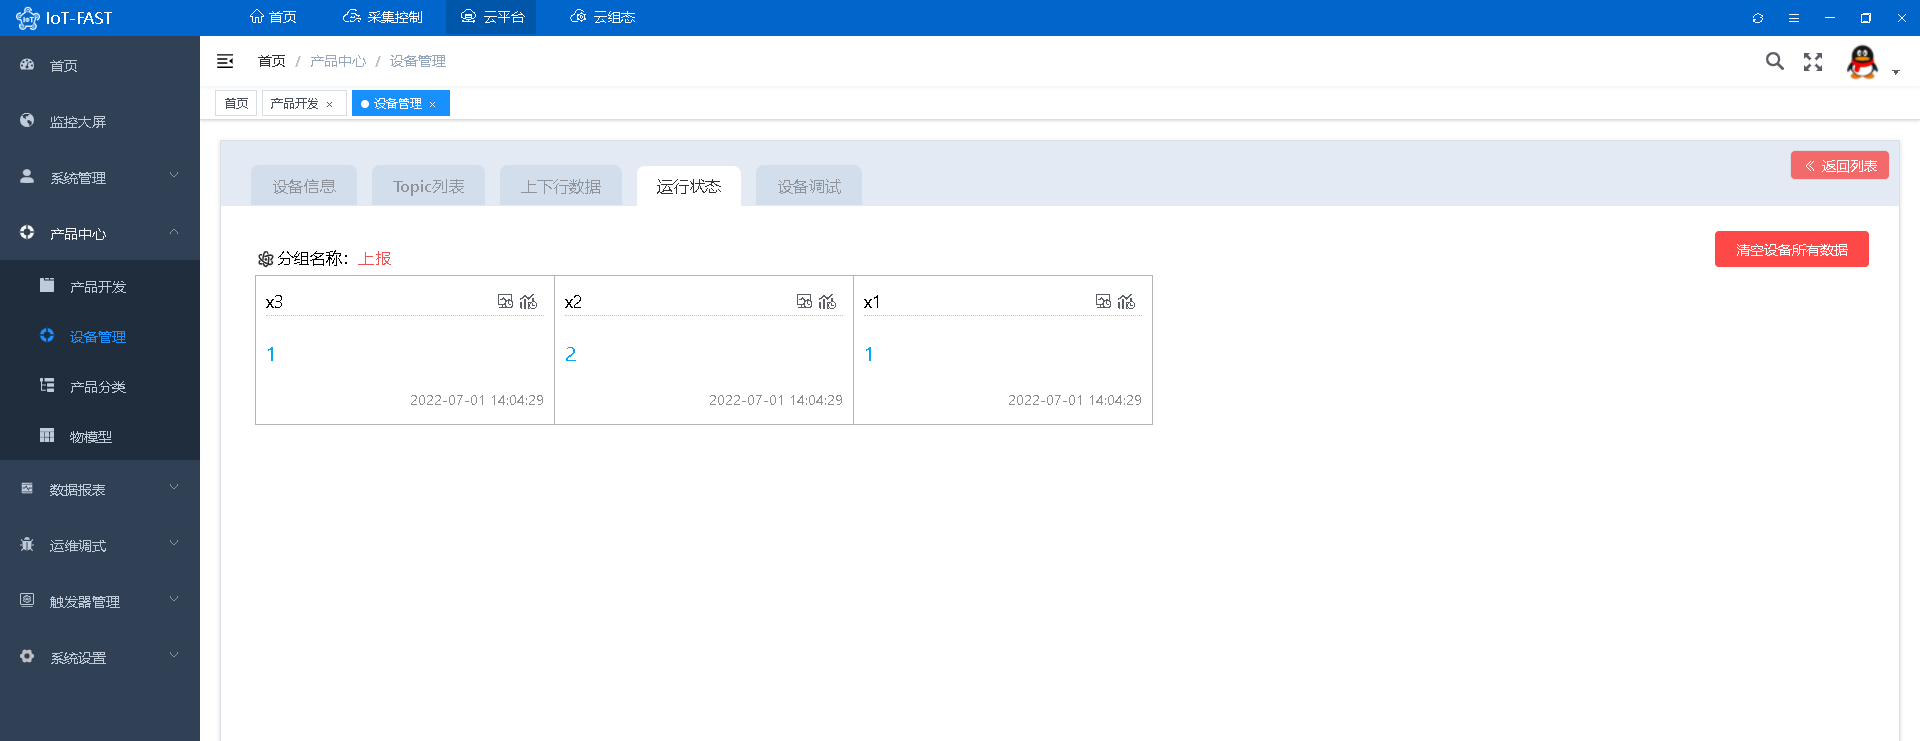 IoT-FAST
首页
采集控制
云平台
云组态
首页
监控大屏
系统管理
产品中心
产品开发
设备管理
产品分类
物模型
数据报表
运维调式
触发器管理
系统设置
首页 / 产品中心 / 设备管理
首页
产品开发 ×
设备管理 ×
设备信息
Topic列表
上下行数据
运行状态
设备调试
返回列表
清空设备所有数据
分组名称：上报
x3
1
2022-07-01 14:04:29
x2
2
2022-07-01 14:04:29
x1
1
2022-07-01 14:04:29